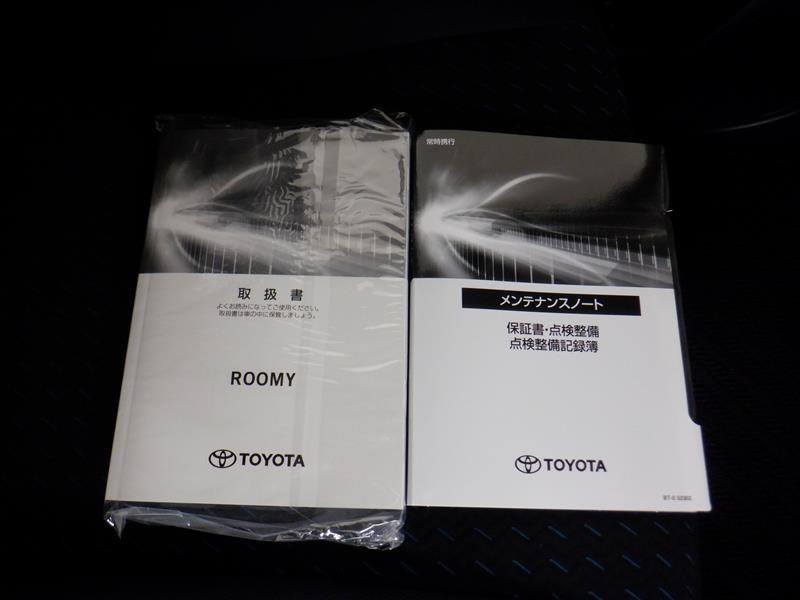 取扱書
よくお読みになってご使用ください。
取扱書は車の中に保管しましょう。
ROOMY
TOYOTA
常時携行
メンテナンスノート
保証書・点検整備
点検整備記録簿
TOYOTA